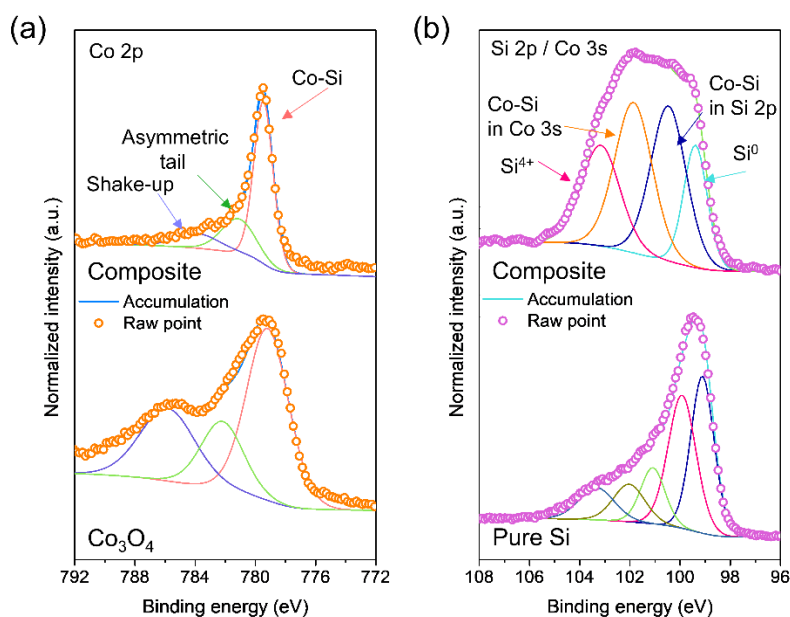 (a)
Co 2p
Co-Si
Asymmetric
tail
Shake-up
Composite
Accumulation
Raw point
Co₃O₄
Normalized intensity (a.u.)
792 788 784 780 776 772
Binding energy (eV)
(b)
Si 2p / Co 3s
Co-Si
in Si 2p
Co-Si
in Co 3s
Si⁴⁺
Si⁰
Composite
Accumulation
Raw point
Pure Si
Normalized intensity (a.u.)
108 106 104 102 100 98 96
Binding energy (eV)